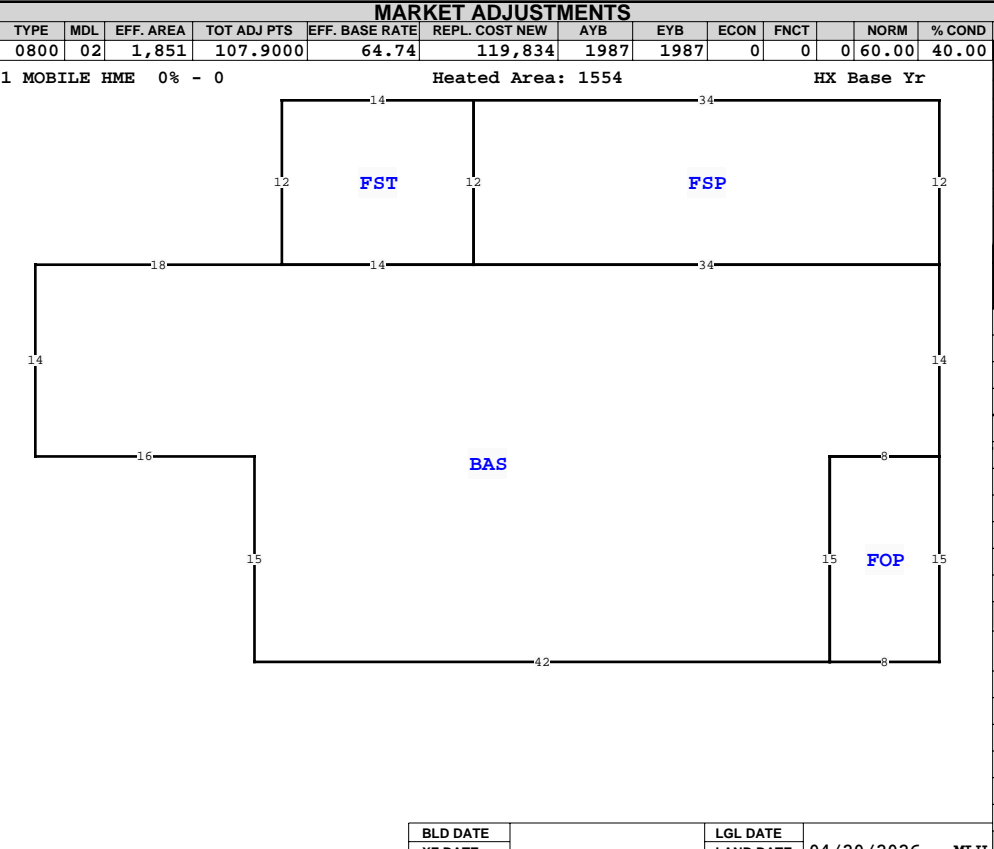 MARKET ADJUSTMENTS
TYPE MDL EFF. AREA TOT ADJ PTS EFF. BASE RATE REPL. COST NEW AYB EYB ECON FNCT NORM % COND
0800 02 1,851 107.9000 64.74 119,834 1987 1987 0 0 0 60.00 40.00
1 MOBILE HME 0% - 0 Heated Area: 1554 HX Base Yr
14 34
12 FST 12 FSP 12
18 14 34
14 14
16 BAS 8
15 15 FOP 15
42 8
BLD DATE LGL DATE